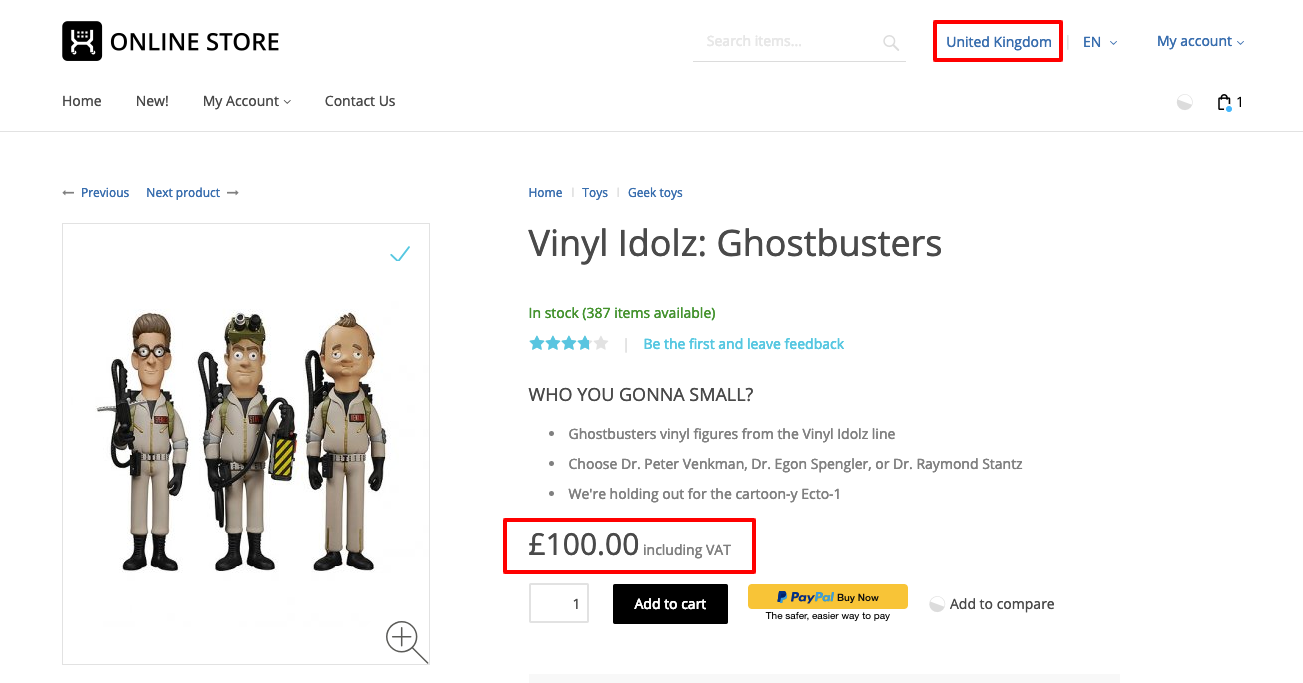 ONLINE STORE
Search items...
United Kingdom
EN
My account
Home
New!
My Account
Contact Us
1
Previous
Next product
Home
Toys
Geek toys
Vinyl Idolz: Ghostbusters
In stock (387 items available)
Be the first and leave feedback
WHO YOU GONNA SMALL?
Ghostbusters vinyl figures from the Vinyl Idolz line
Choose Dr. Peter Venkman, Dr. Egon Spengler, or Dr. Raymond Stantz
We're holding out for the cartoon-y Ecto-1
£100.00 including VAT
1
Add to cart
PayPal Buy Now
The safer, easier way to pay
Add to compare